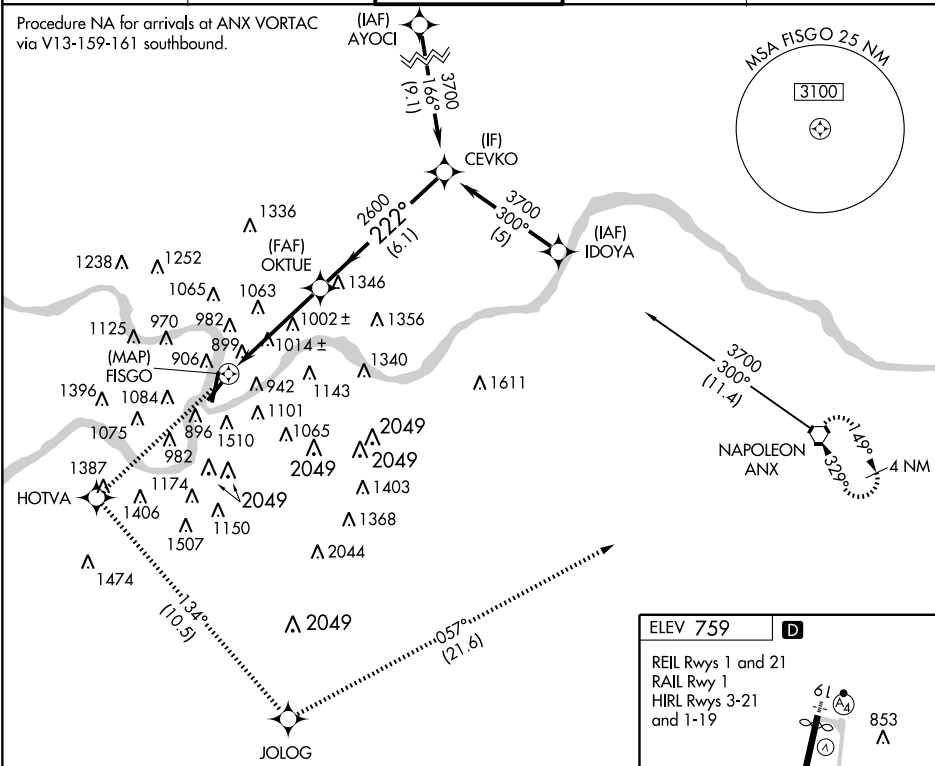 Procedure NA for arrivals at ANX VORTAC
via V13-159-161 southbound.
(IAF)
AYOCI
3700
166°
(9.1)
MSA FISGO 25 NM
3100
(IF)
CEVKO
2600
222°
(6.1)
3700
300°
(5)
(IAF)
IDOYA
1336
(FAF)
OKTUE
1238
1252
1346
1065
1063
1125
970
982
1002±
1356
899
1014±
(MAP)
FISGO
906
1340
942
1143
1611
1396
1084
1101
1075
896
1510
1065
2049
982
2049
2049
3700
300°
(11.4)
NAPOLEON
ANX
149°
329°
4 NM
1387
HOTVA
1174
2049
1403
1406
1150
1368
1507
2044
1474
134°
(10.5)
2049
057°
(21.6)
JOLOG
ELEV 759
D
REIL Rwys 1 and 21
RAIL Rwy 1
HIRL Rwys 3-21
and 1-19
19
A4
853